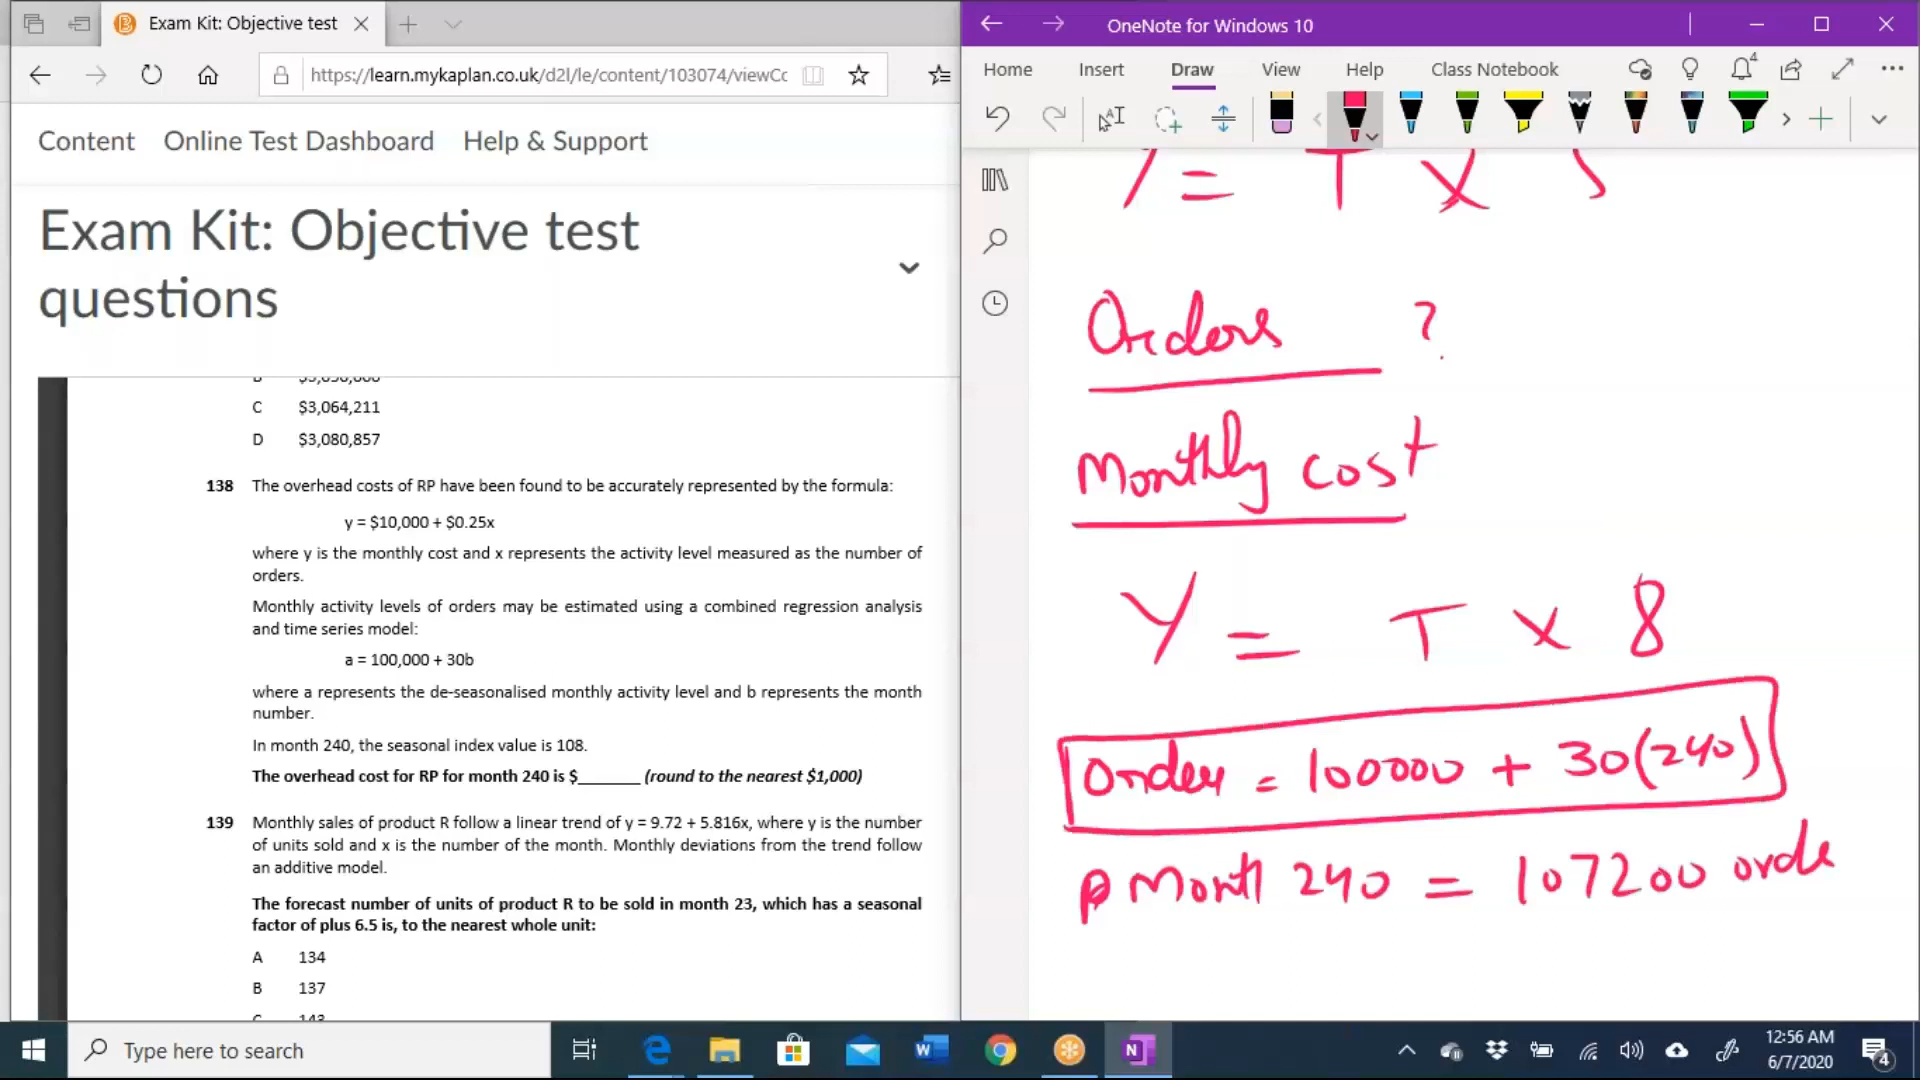 Exam Kit: Objective test
https://learn.mykaplan.co.uk/d2l/le/content/103074/viewCc
Content Online Test Dashboard Help & Support
Exam Kit: Objective test
questions
C $3,064,211
D $3,080,857
138 The overhead costs of RP have been found to be accurately represented by the formula:
y = $10,000 + $0.25x
where y is the monthly cost and x represents the activity level measured as the number of
orders.
Monthly activity levels of orders may be estimated using a combined regression analysis
and time series model:
a = 100,000 + 30b
where a represents the de-seasonalised monthly activity level and b represents the month
number.
In month 240, the seasonal index value is 108.
The overhead cost for RP for month 240 is $_______ (round to the nearest $1,000)
139 Monthly sales of product R follow a linear trend of y = 9.72 + 5.816x, where y is the number
of units sold and x is the number of the month. Monthly deviations from the trend follow
an additive model.
The forecast number of units of product R to be sold in month 23, which has a seasonal
factor of plus 6.5 is, to the nearest whole unit:
A 134
B 137
C 143
OneNote for Windows 10
Home Insert Draw View Help Class Notebook
4
Y = T X S
Orders ?
Monthly cost
Y = T X 8
Order = 100000 + 30(240)
Month 240 = 107200 orde
Type here to search
12:56 AM
6/7/2020
4